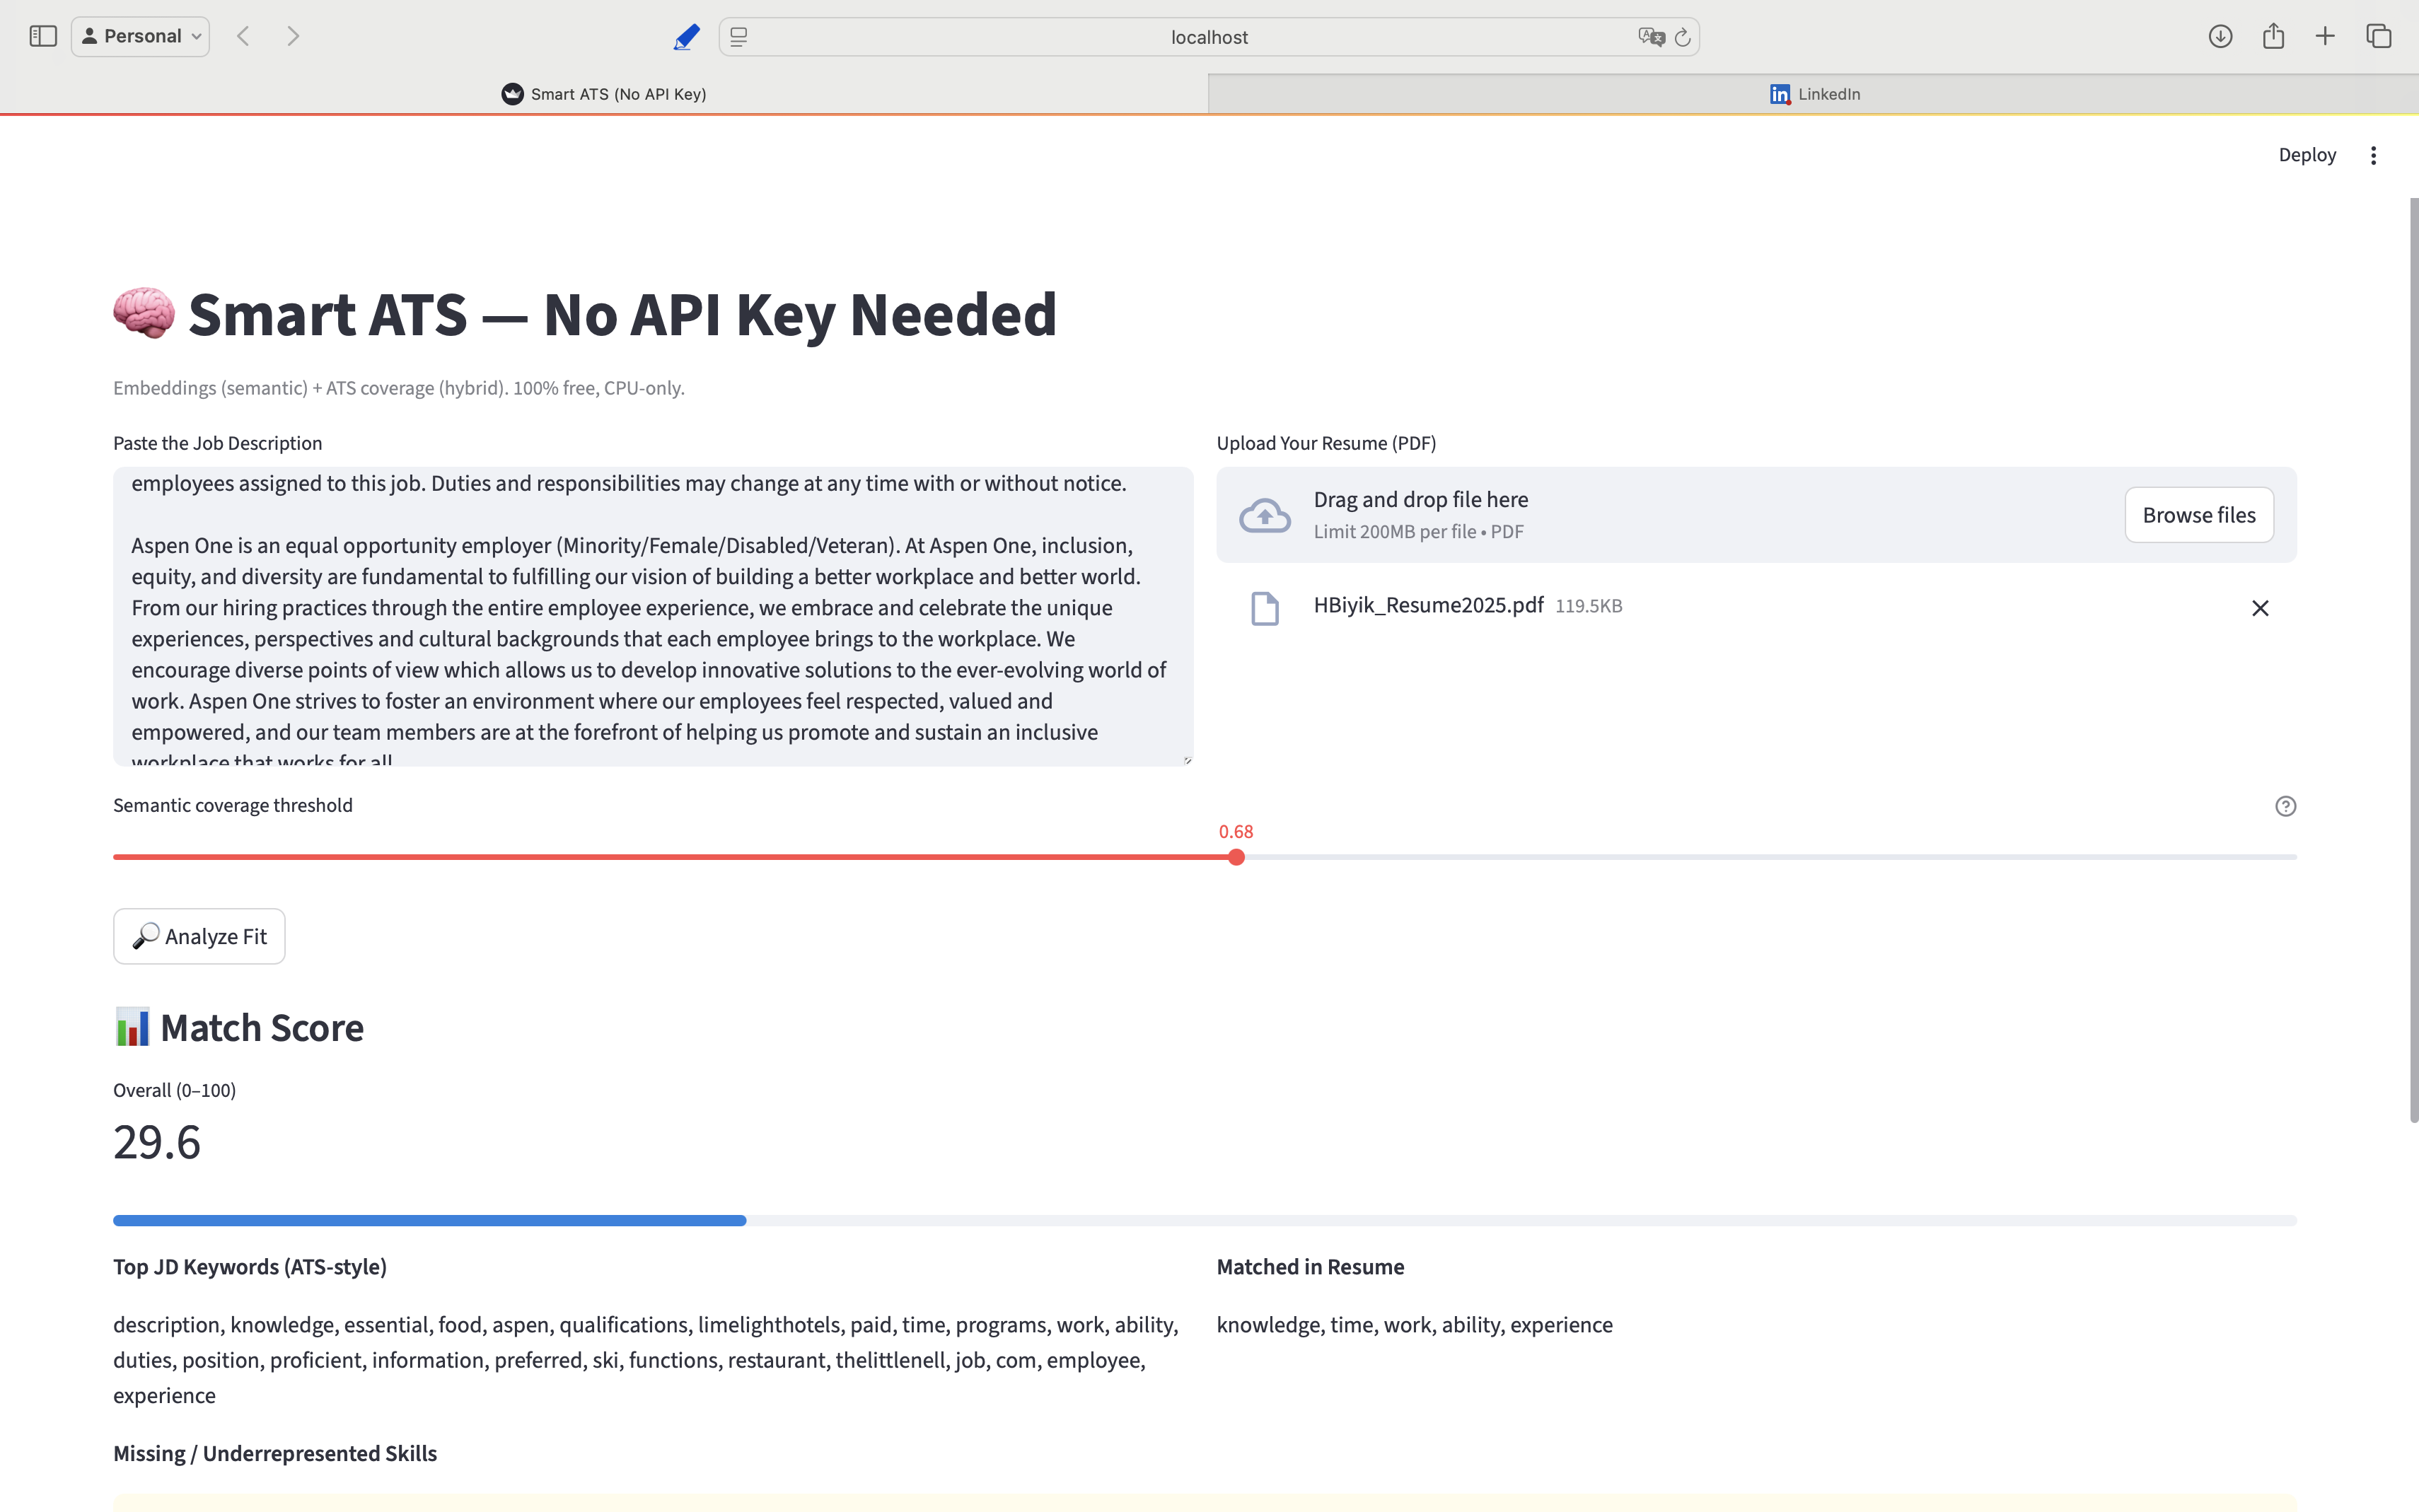 Personal
localhost
Smart ATS (No API Key)
LinkedIn
Deploy
Smart ATS — No API Key Needed
Embeddings (semantic) + ATS coverage (hybrid). 100% free, CPU-only.
Paste the Job Description
employees assigned to this job. Duties and responsibilities may change at any time with or without notice.
Aspen One is an equal opportunity employer (Minority/Female/Disabled/Veteran). At Aspen One, inclusion,
equity, and diversity are fundamental to fulfilling our vision of building a better workplace and better world.
From our hiring practices through the entire employee experience, we embrace and celebrate the unique
experiences, perspectives and cultural backgrounds that each employee brings to the workplace. We
encourage diverse points of view which allows us to develop innovative solutions to the ever-evolving world of
work. Aspen One strives to foster an environment where our employees feel respected, valued and
empowered, and our team members are at the forefront of helping us promote and sustain an inclusive
workplace that works for all
Upload Your Resume (PDF)
Drag and drop file here
Limit 200MB per file • PDF
Browse files
HBiyik_Resume2025.pdf 119.5KB
Semantic coverage threshold
0.68
Analyze Fit
Match Score
Overall (0–100)
29.6
Top JD Keywords (ATS-style)
description, knowledge, essential, food, aspen, qualifications, limelighthotels, paid, time, programs, work, ability,
duties, position, proficient, information, preferred, ski, functions, restaurant, thelittlenell, job, com, employee,
experience
Matched in Resume
knowledge, time, work, ability, experience
Missing / Underrepresented Skills